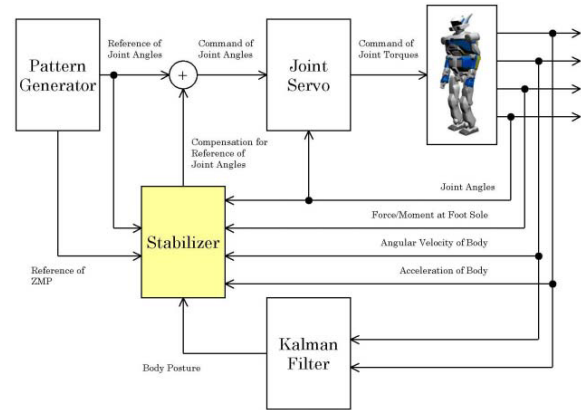 Pattern
Generator
Reference of
Joint Angles
+
Command of
Joint Angles
Joint
Servo
Command of
Joint Torques
Compensation for
Reference of
Joint Angles
Joint Angles
Force/Moment at Foot Sole
Stabilizer
Angular Velocity of Body
Reference of
ZMP
Acceleration of Body
Kalman
Filter
Body Posture